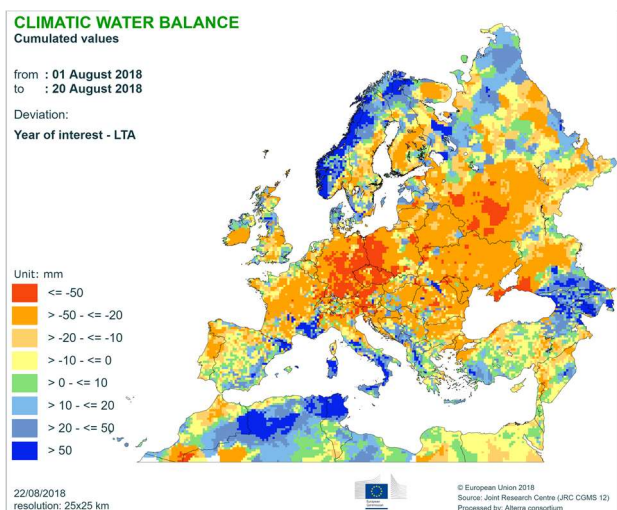 CLIMATIC WATER BALANCE
Cumulated values
from : 01 August 2018
to : 20 August 2018
Deviation:
Year of interest - LTA
Unit: mm
<= -50
> -50 - <= -20
> -20 - <= -10
> -10 - <= 0
> 0 - <= 10
> 10 - <= 20
> 20 - <= 50
> 50
22/08/2018
resolution: 25x25 km
European
Commission
© European Union 2018
Source: Joint Research Centre (JRC CGMS 12)
Processed by: Alterra consortium